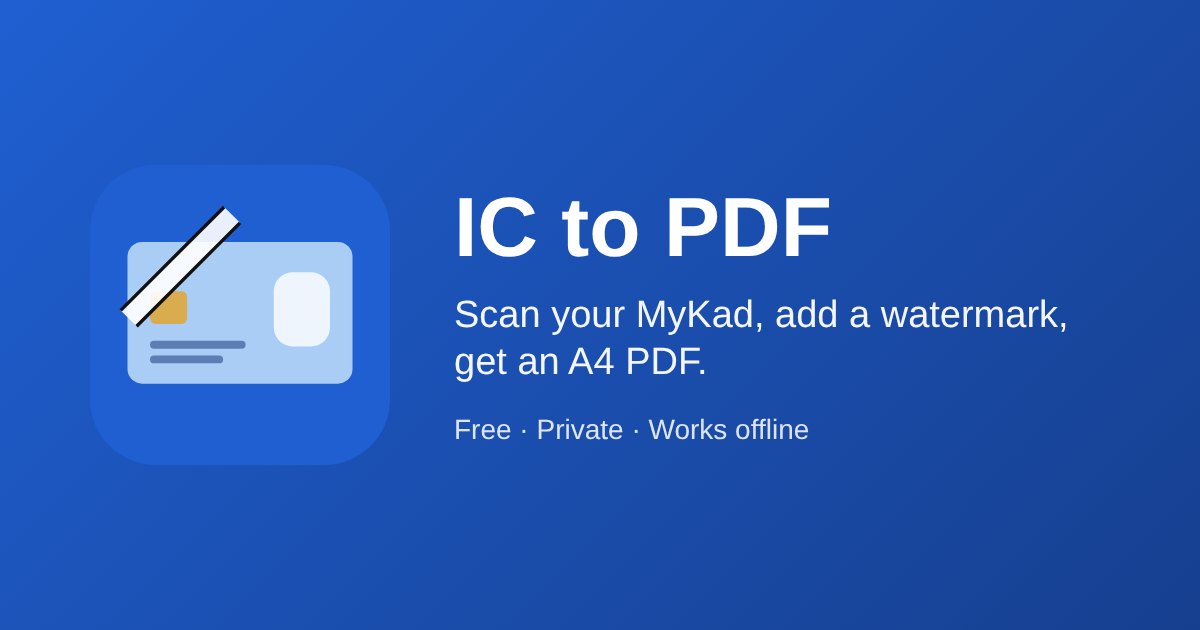 IC to PDF
Scan your MyKad, add a watermark,
get an A4 PDF.
Free · Private · Works offline